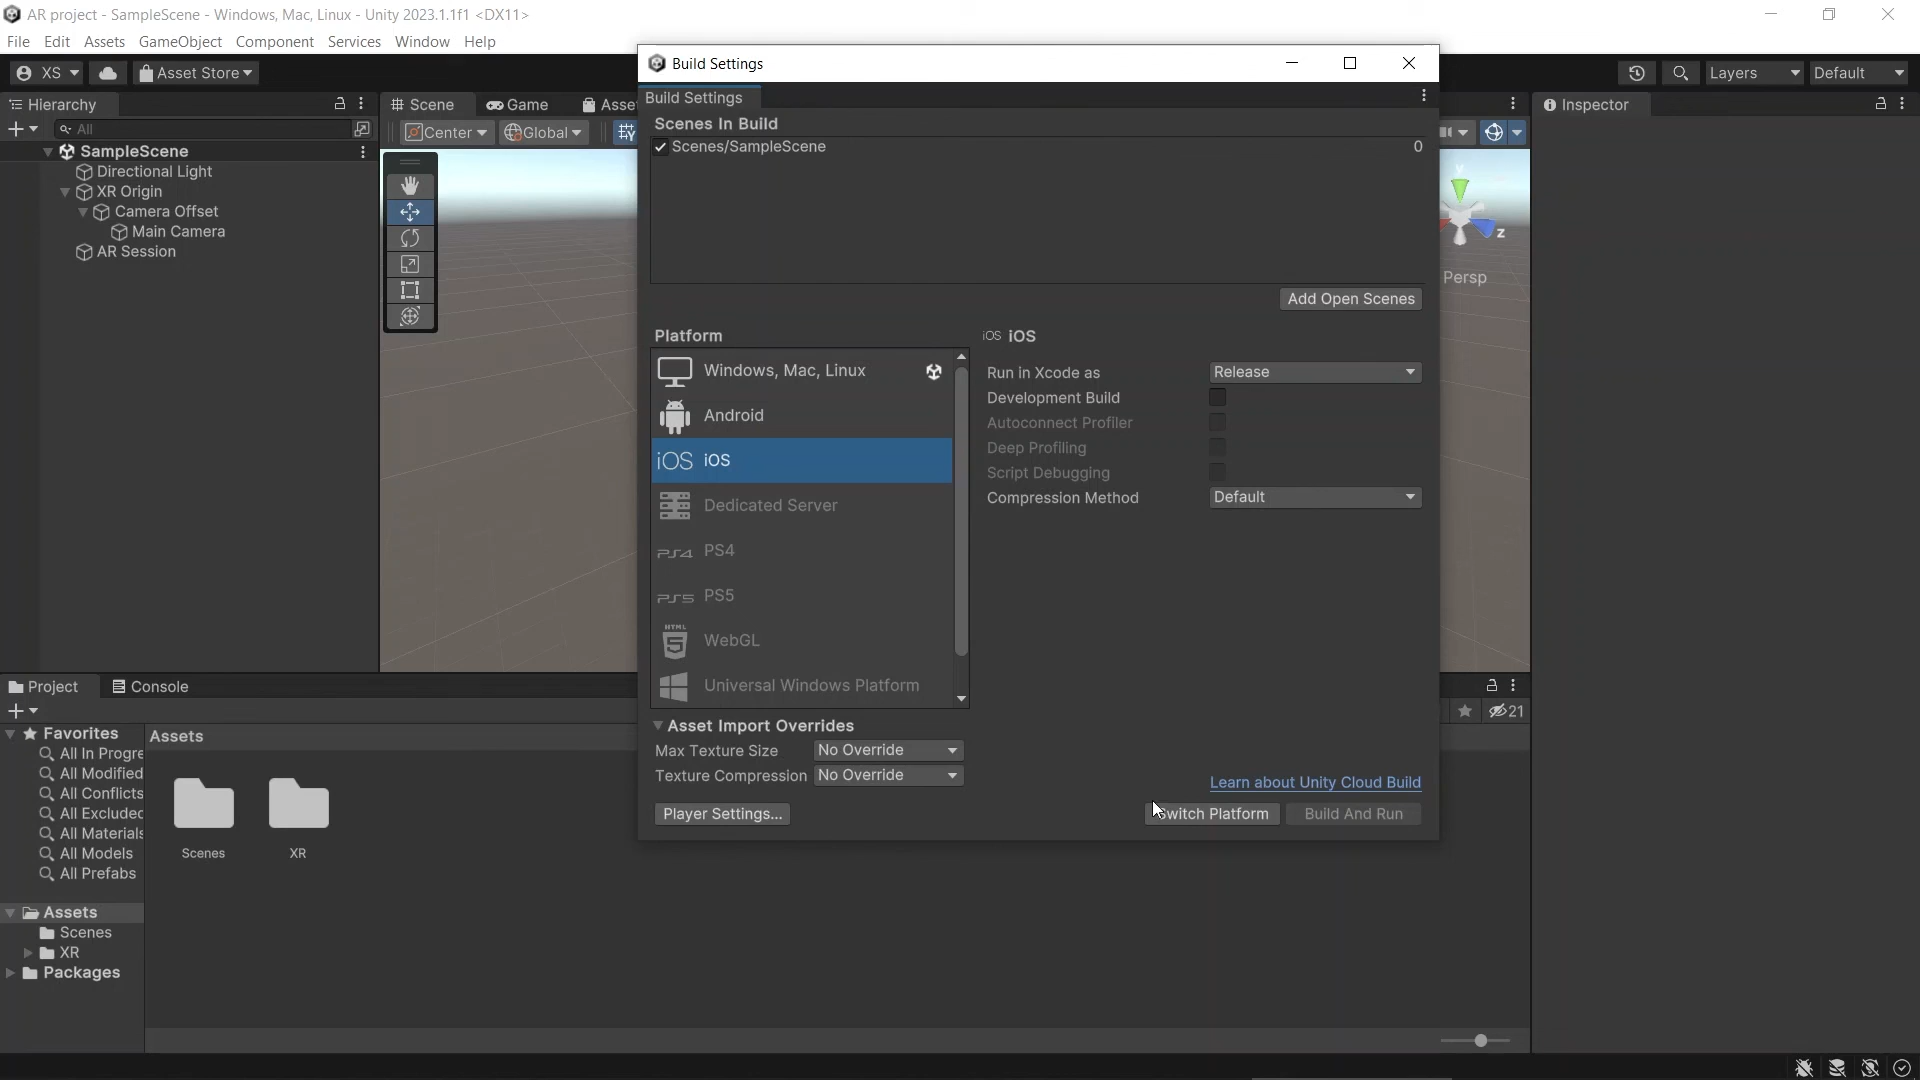 AR project - SampleScene - Windows, Mac, Linux - Unity 2023.1.1f1 <DX11>
File Edit Assets GameObject Component Services Window Help
XS Asset Store Layers Default
Build Settings
Hierarchy
Scene Game Asse
Inspector
All
Center Global
SampleScene
Directional Light
XR Origin
Camera Offset
Main Camera
AR Session
y
z
Persp
Build Settings
Scenes In Build
Scenes/SampleScene 0
Add Open Scenes
Platform
Windows, Mac, Linux
Android
iOS iOS
Dedicated Server
PS4 PS4
PS5 PS5
HTML 5 WebGL
Universal Windows Platform
iOS iOS
Run in Xcode as Release
Development Build
Autoconnect Profiler
Deep Profiling
Script Debugging
Compression Method Default
Asset Import Overrides
Max Texture Size No Override
Texture Compression No Override
Learn about Unity Cloud Build
Player Settings... Switch Platform Build And Run
Project Console
21
Favorites
All In Progre
All Modified
All Conflicts
All Excluded
All Materials
All Models
All Prefabs
Assets
Scenes
XR
Packages
Assets
Scenes XR